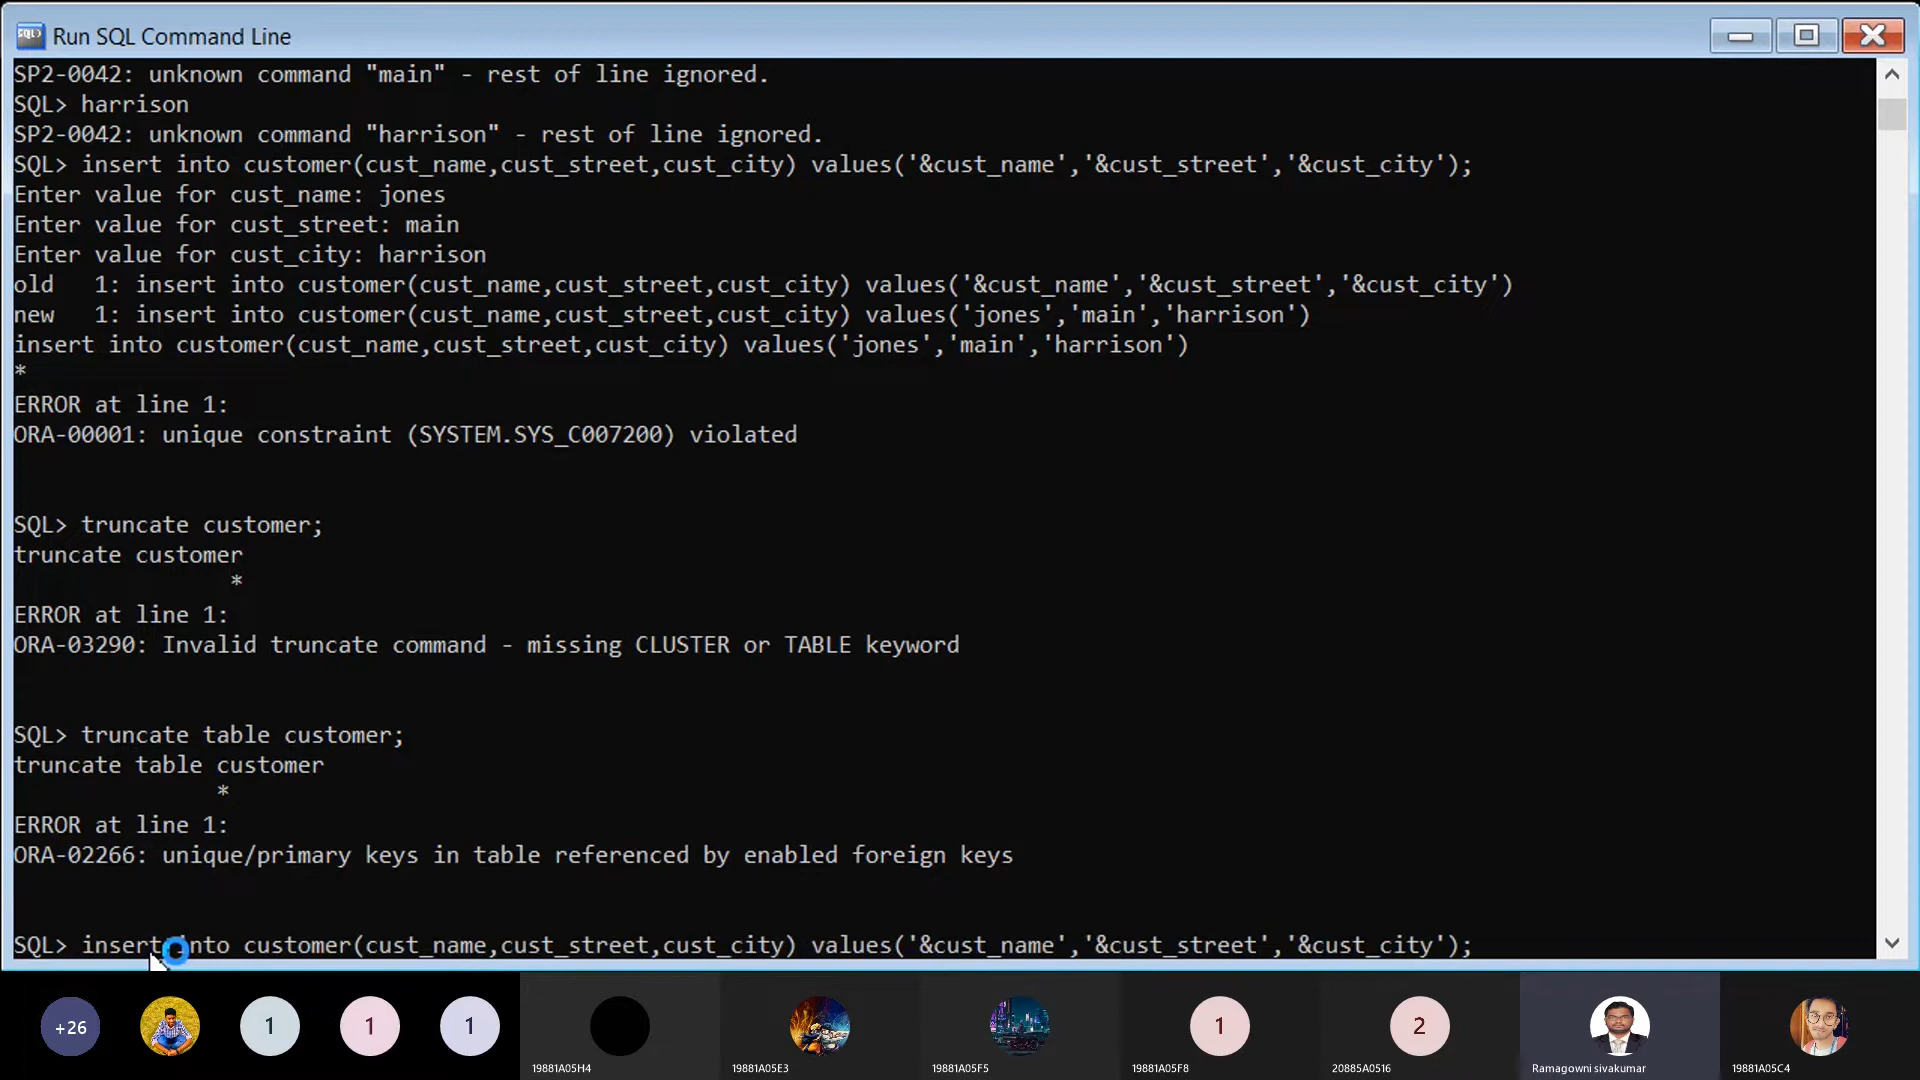 Run SQL Command Line
SP2-0042: unknown command "main" - rest of line ignored.
SQL> harrison
SP2-0042: unknown command "harrison" - rest of line ignored.
SQL> insert into customer(cust_name,cust_street,cust_city) values('&cust_name','&cust_street','&cust_city');
Enter value for cust_name: jones
Enter value for cust_street: main
Enter value for cust_city: harrison
old   1: insert into customer(cust_name,cust_street,cust_city) values('&cust_name','&cust_street','&cust_city')
new   1: insert into customer(cust_name,cust_street,cust_city) values('jones','main','harrison')
insert into customer(cust_name,cust_street,cust_city) values('jones','main','harrison')
*
ERROR at line 1:
ORA-00001: unique constraint (SYSTEM.SYS_C007200) violated
SQL> truncate customer;
truncate customer
*
ERROR at line 1:
ORA-03290: Invalid truncate command - missing CLUSTER or TABLE keyword
SQL> truncate table customer;
truncate table customer
*
ERROR at line 1:
ORA-02266: unique/primary keys in table referenced by enabled foreign keys
SQL> insert into customer(cust_name,cust_street,cust_city) values('&cust_name','&cust_street','&cust_city');
+26
1
1
1
1
2
19881A05H4
19881A05E3
19881A05F5
19881A05F8
20885A0516
Ramagowni sivakumar
19881A05C4